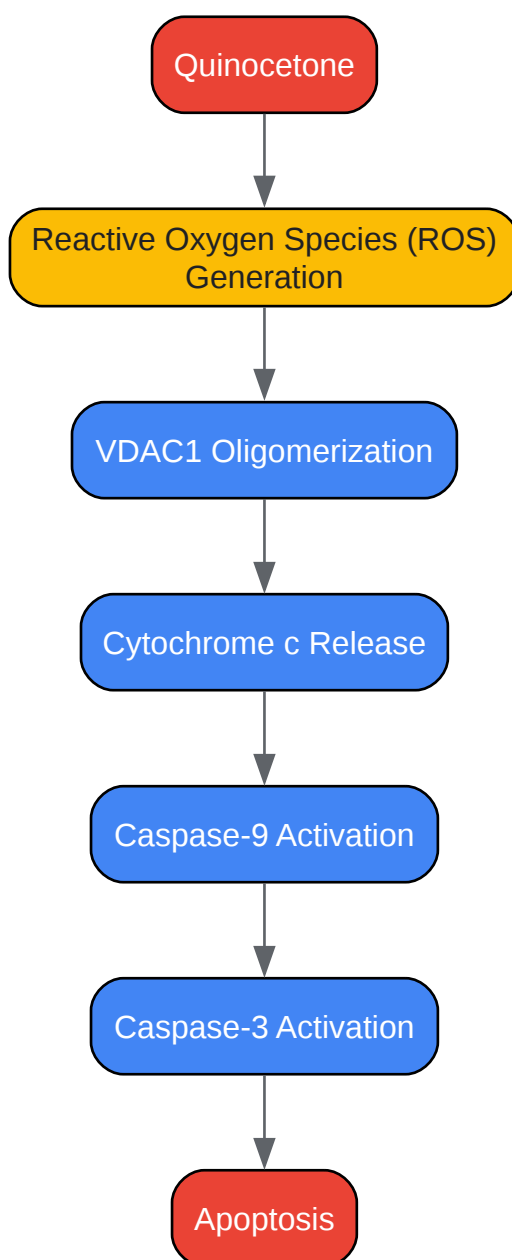 Quinocetone
Reactive Oxygen Species (ROS)
Generation
VDAC1 Oligomerization
Cytochrome c Release
Caspase-9 Activation
Caspase-3 Activation
Apoptosis